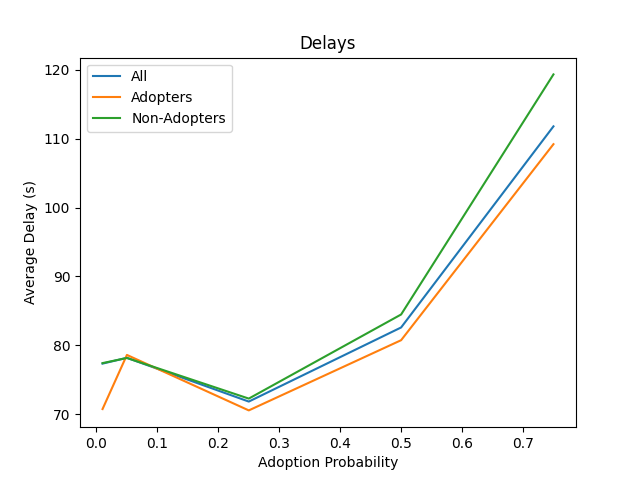 Delays
All
Adopters
Non-Adopters
120
110
100
90
80
70
Average Delay (s)
0.0 0.1 0.2 0.3 0.4 0.5 0.6 0.7
Adoption Probability